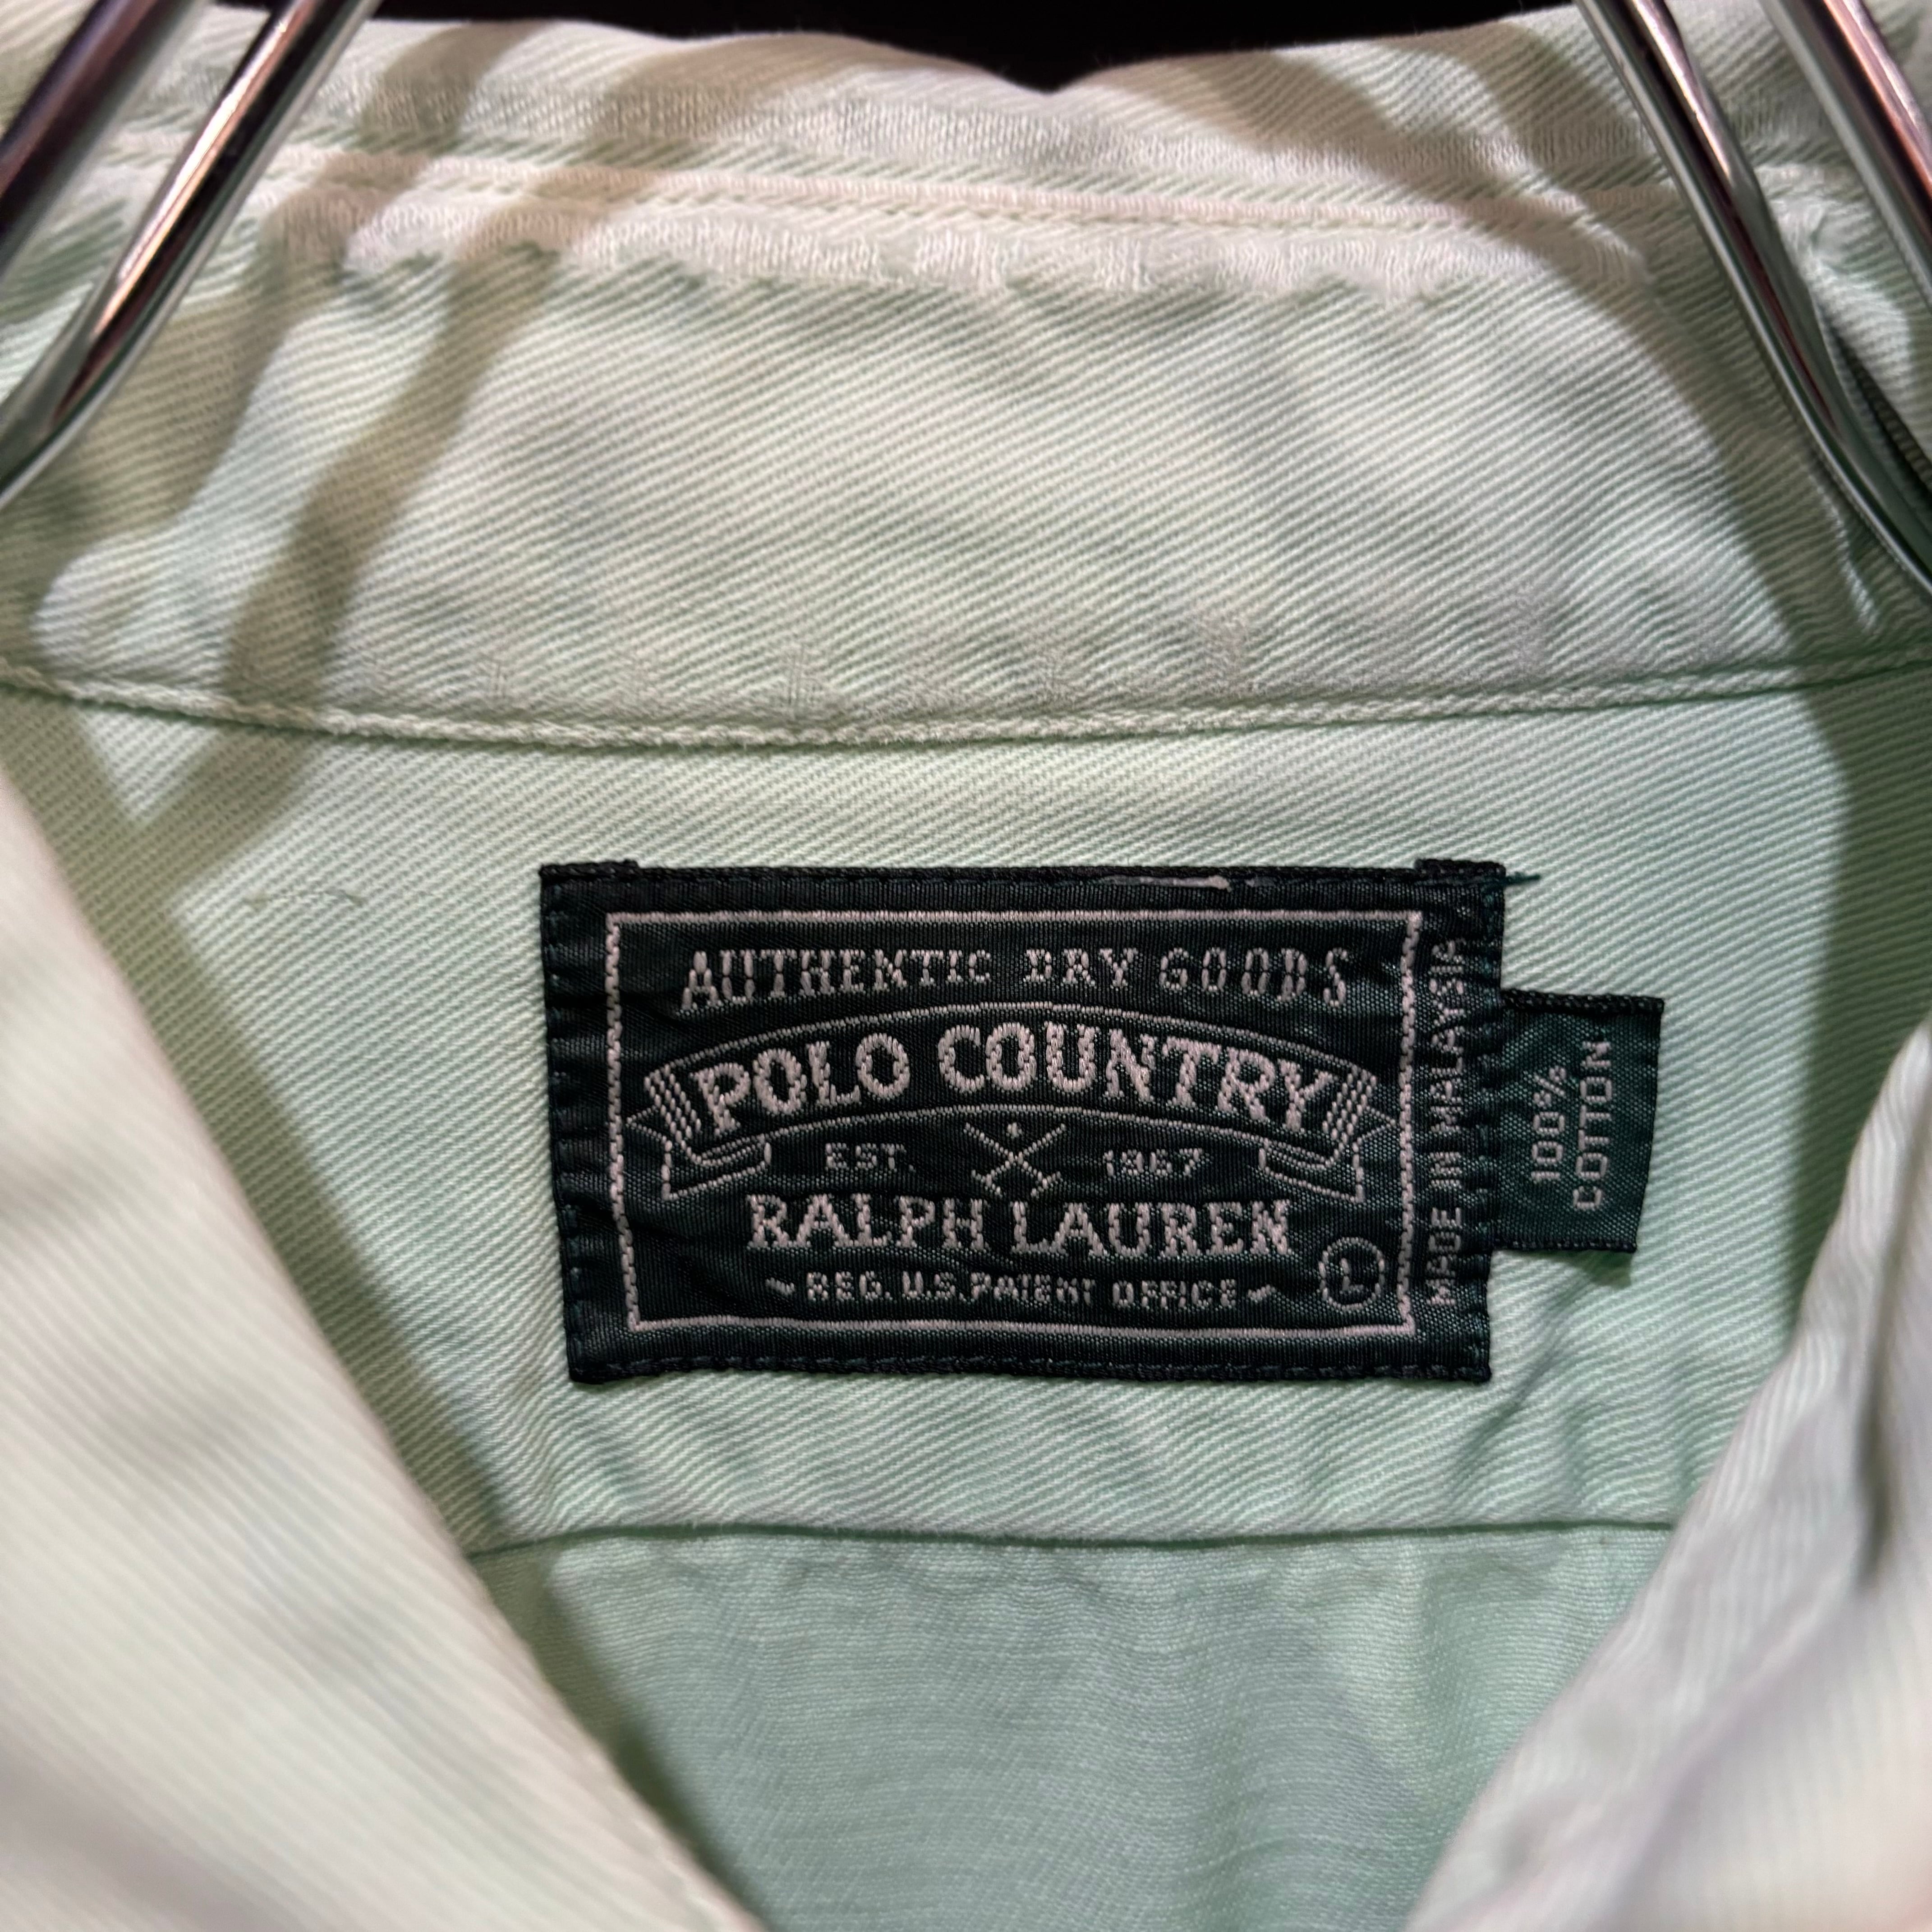 AUTHENTIC DRY GOODS
POLO COUNTRY
EST. 1967
RALPH LAUREN
REG. U.S. PATENT OFFICE
L
MADE IN MALAYSIA
100%
COTTON